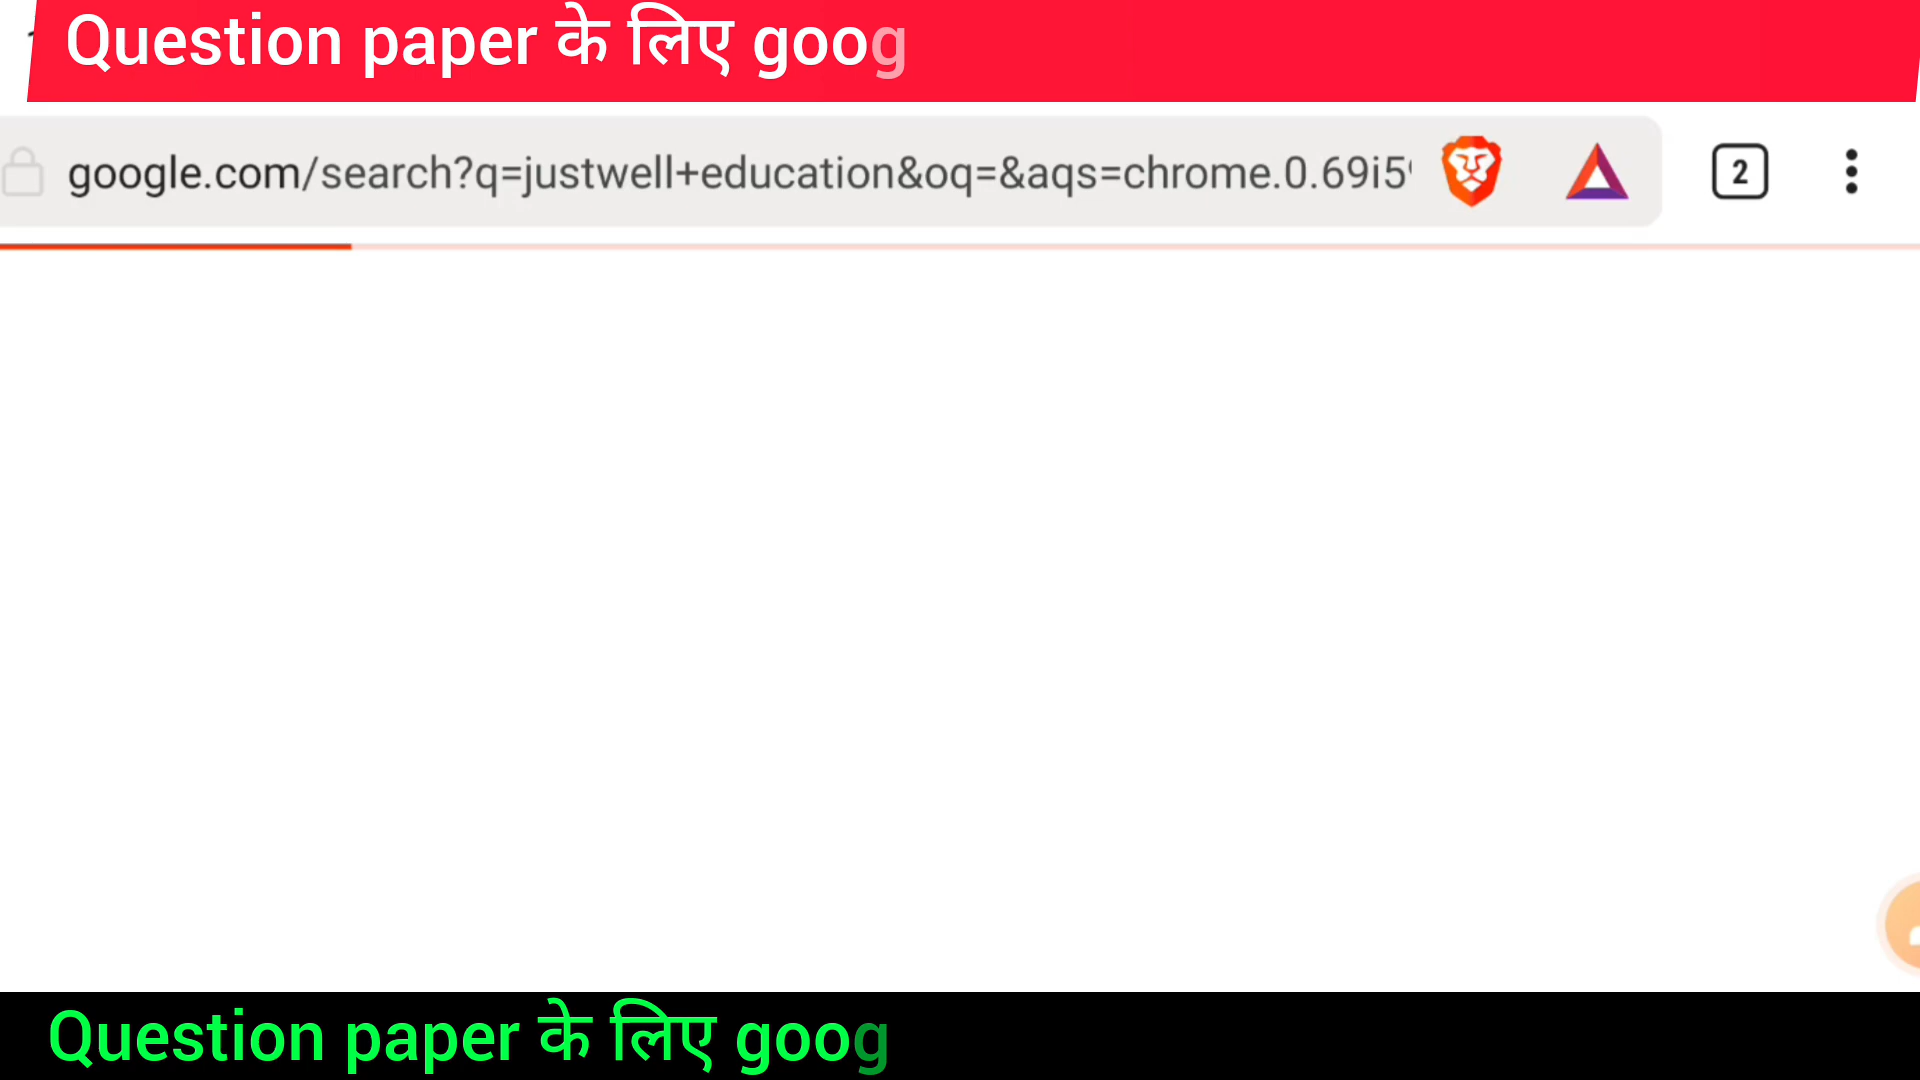 Question paper के लिए goog
google.com/search?q=justwell+education&oq=&aqs=chrome.0.69i5
2
Question paper के लिए goog